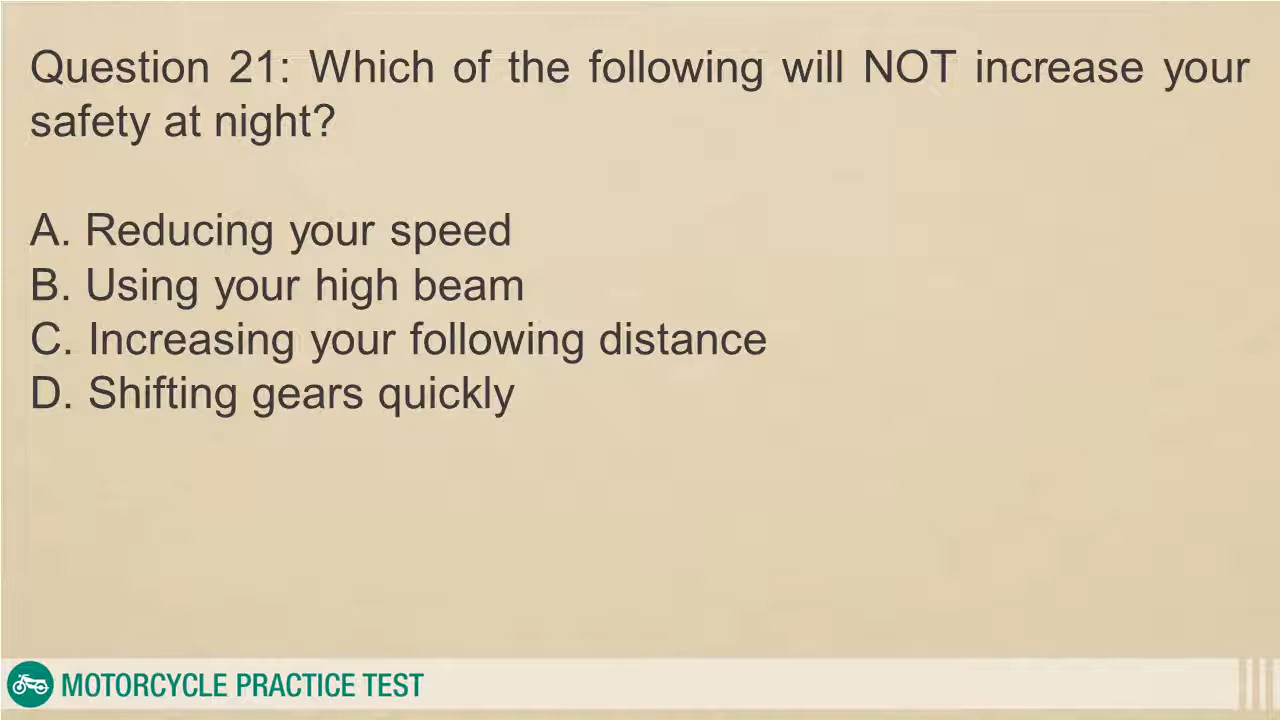 Question 21: Which of the following will NOT increase your
safety at night?
A. Reducing your speed
B. Using your high beam
C. Increasing your following distance
D. Shifting gears quickly
MOTORCYCLE PRACTICE TEST